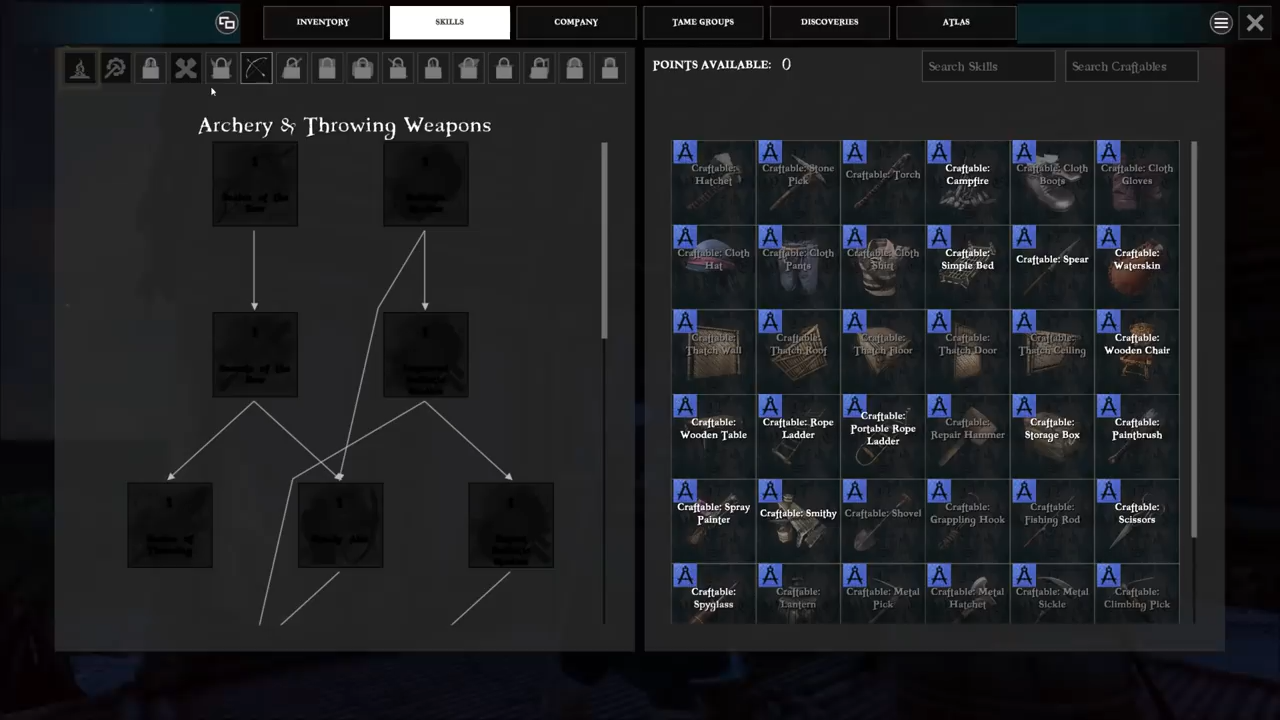 INVENTORY
SKILLS
COMPANY
TAME GROUPS
DISCOVERIES
ATLAS
POINTS AVAILABLE: 0
Search Skills
Search Craftables
Archery & Throwing Weapons
Craftable: Hatchet
Craftable: Stone Pick
Craftable: Torch
Craftable: Campfire
Craftable: Cloth Boots
Craftable: Cloth Gloves
Craftable: Cloth Hat
Craftable: Cloth Pants
Craftable: Cloth Shirt
Craftable: Simple Bed
Craftable: Spear
Craftable: Waterskin
Craftable: Thatch Wall
Craftable: Thatch Roof
Craftable: Thatch Floor
Craftable: Thatch Door
Craftable: Thatch Ceiling
Craftable: Wooden Chair
Craftable: Wooden Table
Craftable: Rope Ladder
Craftable: Portable Rope Ladder
Craftable: Repair Hammer
Craftable: Storage Box
Craftable: Paintbrush
Craftable: Spray Painter
Craftable: Smithy
Craftable: Shovel
Craftable: Grappling Hook
Craftable: Fishing Rod
Craftable: Scissors
Craftable: Spyglass
Craftable: Lantern
Craftable: Metal Pick
Craftable: Metal Hatchet
Craftable: Metal Sickle
Craftable: Climbing Pick